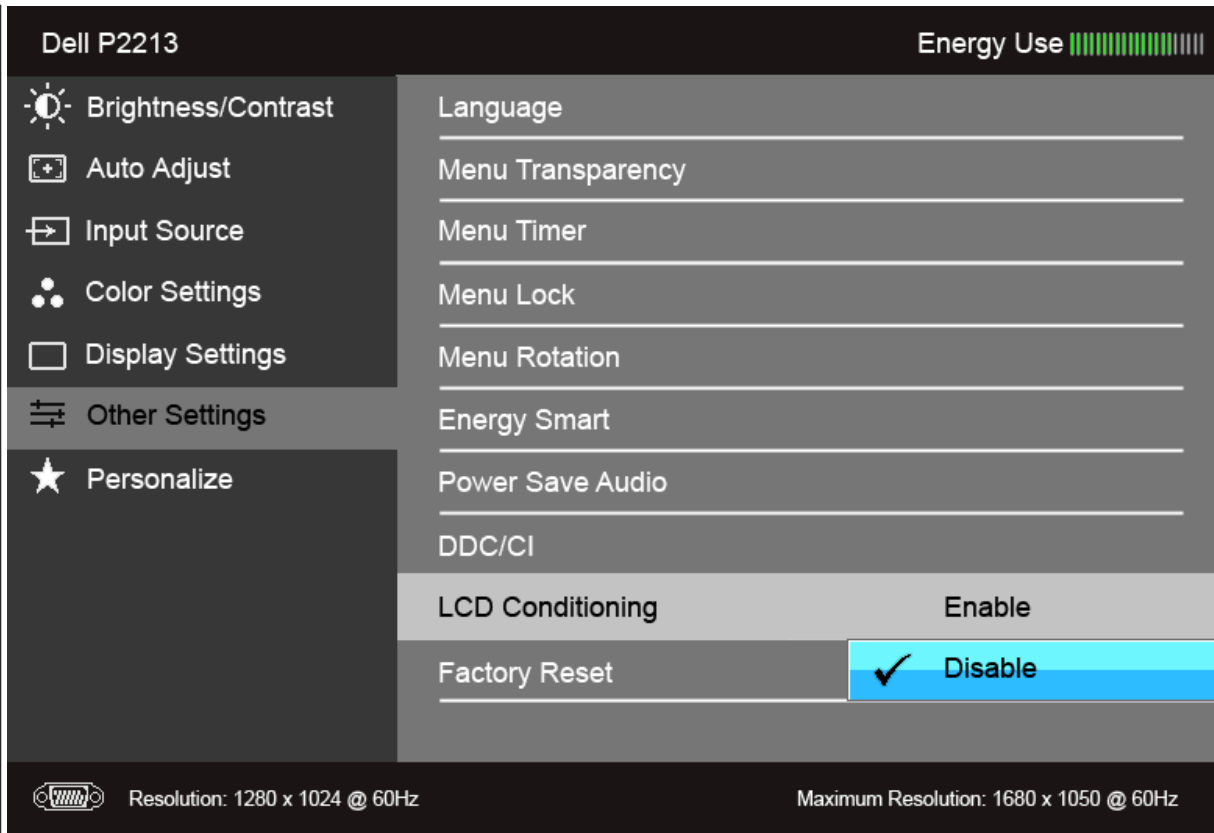 Dell P2213
Energy Use
Brightness/Contrast
Auto Adjust
Input Source
Color Settings
Display Settings
Other Settings
Personalize
Language
Menu Transparency
Menu Timer
Menu Lock
Menu Rotation
Energy Smart
Power Save Audio
DDC/CI
LCD Conditioning
Enable
Factory Reset
Disable
Resolution: 1280 x 1024 @ 60Hz
Maximum Resolution: 1680 x 1050 @ 60Hz